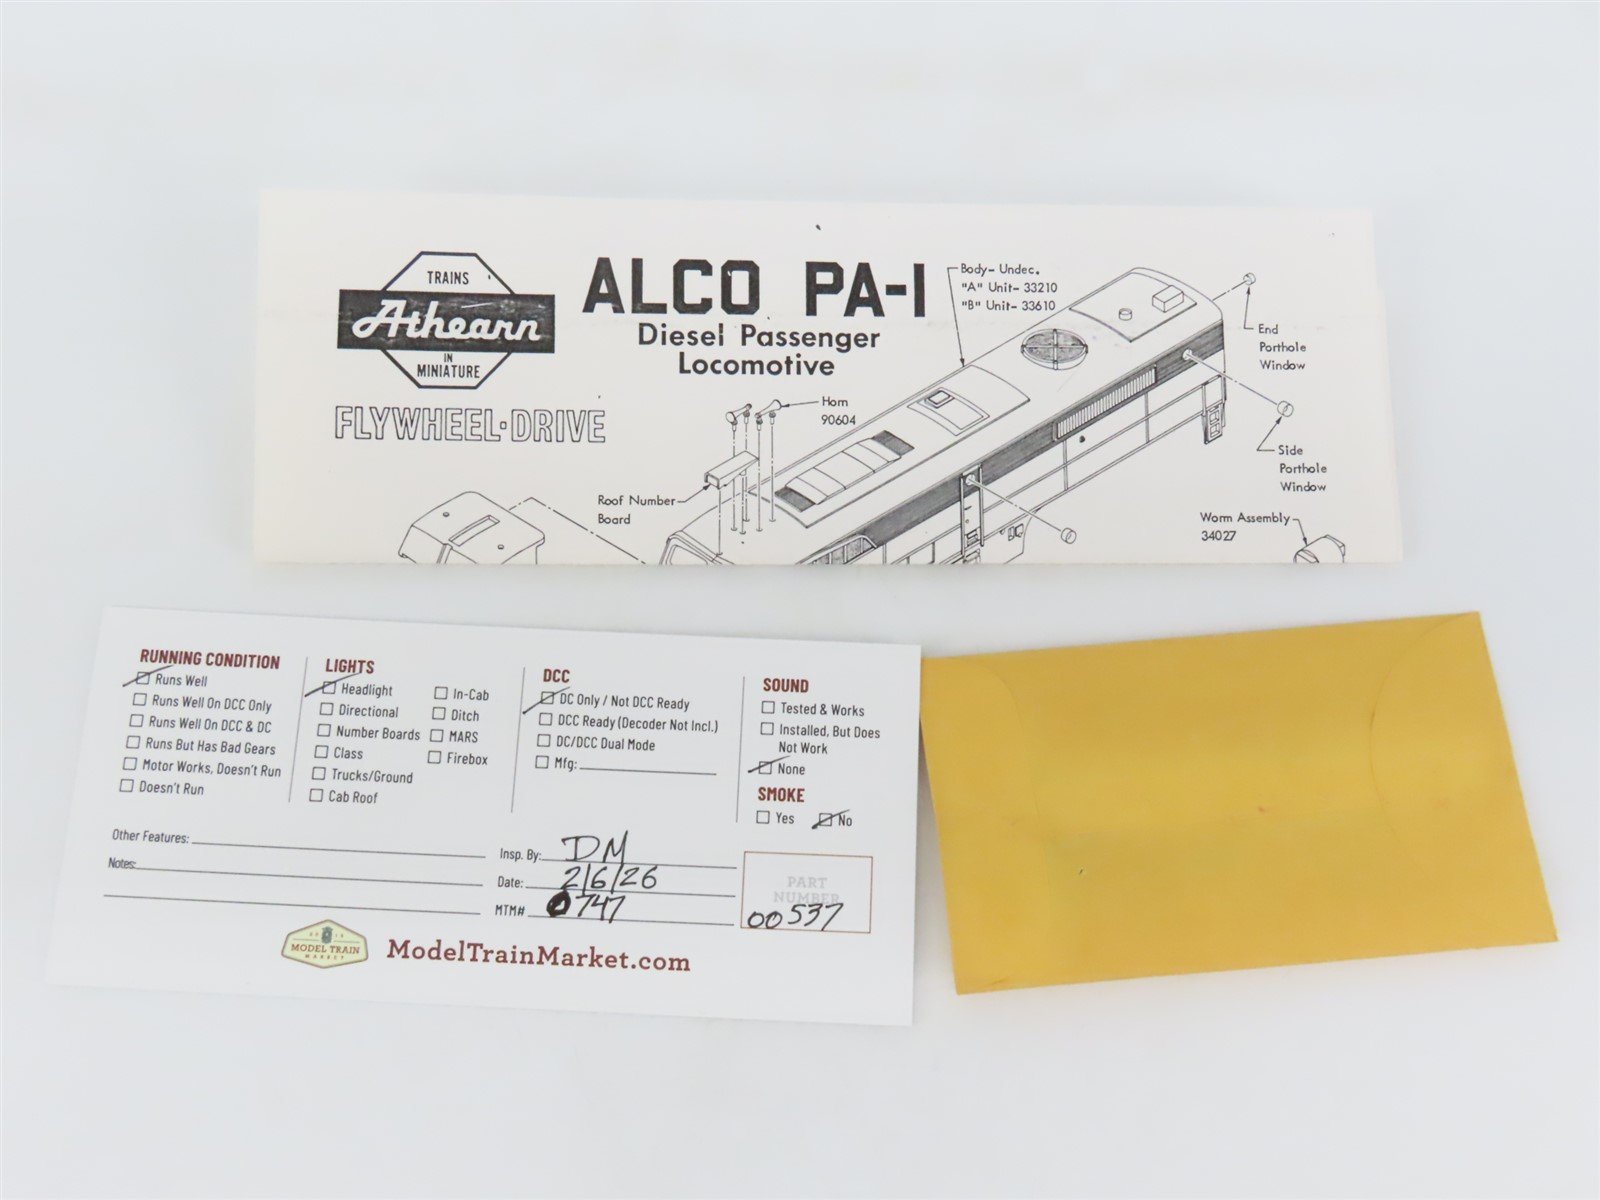 TRAINS
Athearn
IN
MINIATURE
FLYWHEEL·DRIVE
ALCO PA-1
Diesel Passenger
Locomotive
Body- Undec.
"A" Unit- 33210
"B" Unit- 33610
End
Porthole
Window
Horn
90604
Side
Porthole
Window
Roof Number
Board
Worm Assembly
34027
RUNNING CONDITION
Runs Well
Runs Well On DCC Only
Runs Well On DCC & DC
Runs But Has Bad Gears
Motor Works, Doesn't Run
Doesn't Run
LIGHTS
Headlight
Directional
Number Boards
Class
Trucks/Ground
Cab Roof
In-Cab
Ditch
MARS
Firebox
DCC
DC Only / Not DCC Ready
DCC Ready (Decoder Not Incl.)
DC/DCC Dual Mode
Mfg:
SOUND
Tested & Works
Installed, But Does
Not Work
None
SMOKE
Yes No
Other Features:
Notes:
Insp. By: DM
Date: 2/6/26
MTM# 0747
PART
NUMBER
00537
MODEL TRAIN
MARKET
ModelTrainMarket.com